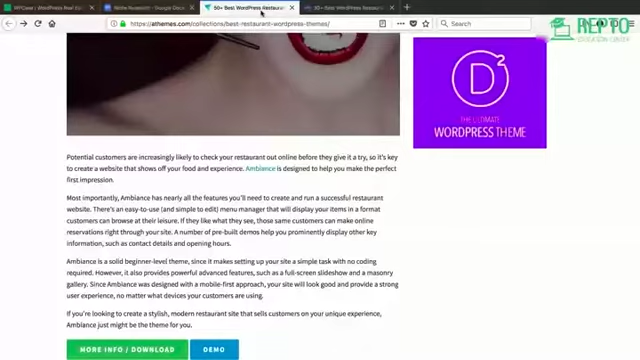 50+ Best WordPress Restaur
https://athemes.com/collections/best-restaurant-wordpress-themes/
Search
REPTO
EDUCATION CENTER
THE ULTIMATE
WORDPRESS THEME
Potential customers are increasingly likely to check your restaurant out online before they give it a try, so it's key
to create a website that shows off your food and experience. Ambiance is designed to help you make the perfect
first impression.
Most importantly, Ambiance has nearly all the features you'll need to create and run a successful restaurant
website. There's an easy-to-use (and simple to edit) menu manager that will display your items in a format
customers can browse at their leisure. If they like what they see, those same customers can make online
reservations right through your site. A number of pre-built demos help you prominently display other key
information, such as contact details and opening hours.
Ambiance is a solid beginner-level theme, since it makes setting up your site a simple task with no coding
required. However, it also provides powerful advanced features, such as a full-screen slideshow and a masonry
gallery. Since Ambiance was designed with a mobile-first approach, your site will look good and provide a strong
user experience, no matter what devices your customers are using.
If you're looking to create a stylish, modern restaurant site that sells customers on your unique experience,
Ambiance just might be the theme for you.
MORE INFO / DOWNLOAD DEMO